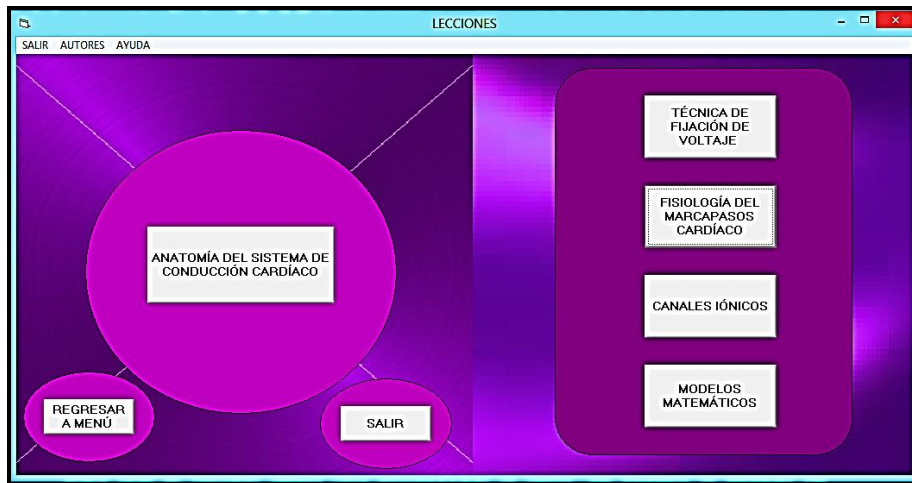 LECCIONES
SALIR AUTORES AYUDA
ANATOMÍA DEL SISTEMA DE
CONDUCCIÓN CARDÍACO
REGRESAR
A MENÚ
SALIR
TÉCNICA DE
FIJACIÓN DE
VOLTAJE
FISIOLOGÍA DEL
MARCAPASOS
CARDÍACO
CANALES IÓNICOS
MODELOS
MATEMÁTICOS